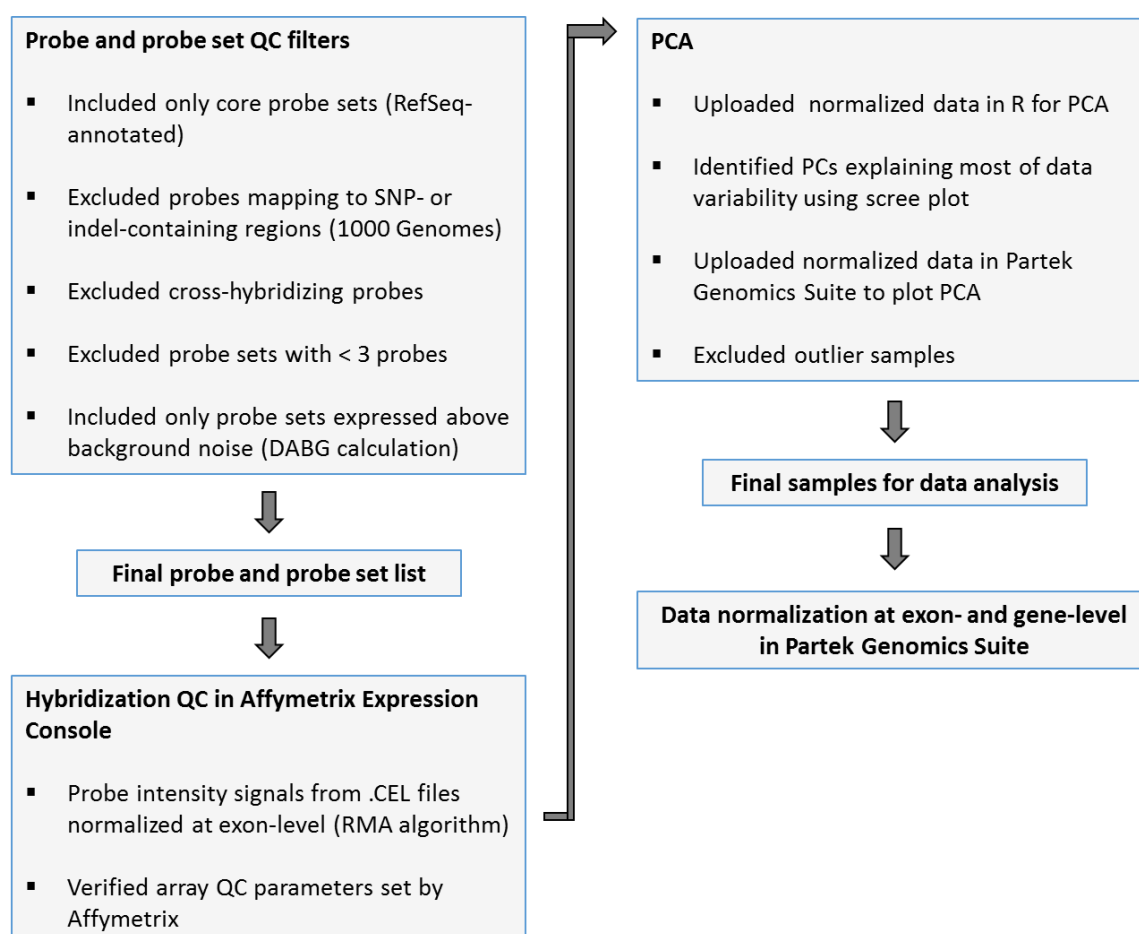 Probe and probe set QC filters
▪ Included only core probe sets (RefSeq-
annotated)
▪ Excluded probes mapping to SNP- or
indel-containing regions (1000 Genomes)
▪ Excluded cross-hybridizing probes
▪ Excluded probe sets with < 3 probes
▪ Included only probe sets expressed above
background noise (DABG calculation)
Final probe and probe set list
Hybridization QC in Affymetrix Expression
Console
▪ Probe intensity signals from .CEL files
normalized at exon-level (RMA algorithm)
▪ Verified array QC parameters set by
Affymetrix
PCA
▪ Uploaded normalized data in R for PCA
▪ Identified PCs explaining most of data
variability using scree plot
▪ Uploaded normalized data in Partek
Genomics Suite to plot PCA
▪ Excluded outlier samples
Final samples for data analysis
Data normalization at exon- and gene-level
in Partek Genomics Suite